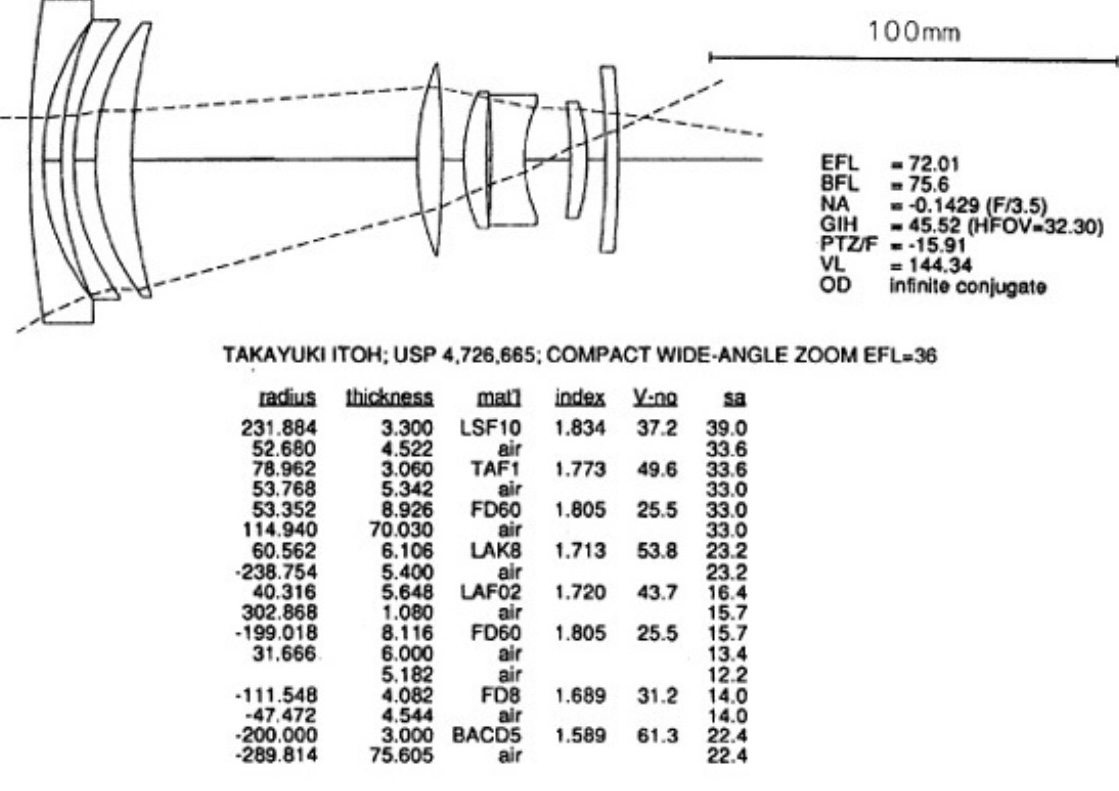 100mm
EFL = 72.01
BFL = 75.6
NA = -0.1429 (F/3.5)
GIH = 45.52 (HFOV=32.30)
PTZ/F = -15.91
VL = 144.34
OD infinite conjugate
TAKAYUKI ITOH; USP 4,726,665; COMPACT WIDE-ANGLE ZOOM EFL=36
radius thickness mat'l index V-no sa
231.884 3.300 LSF10 1.834 37.2 39.0
52.680 4.522 air 33.6
78.962 3.060 TAF1 1.773 49.6 33.6
53.768 5.342 air 33.0
53.352 8.926 FD60 1.805 25.5 33.0
114.940 70.030 air 33.0
60.562 6.106 LAK8 1.713 53.8 23.2
-238.754 5.400 air 23.2
40.316 5.648 LAF02 1.720 43.7 16.4
302.868 1.080 air 15.7
-199.018 8.116 FD60 1.805 25.5 15.7
31.666 6.000 air 13.4
5.182 air 12.2
-111.548 4.082 FD8 1.689 31.2 14.0
-47.472 4.544 air 14.0
-200.000 3.000 BACD5 1.589 61.3 22.4
-289.814 75.605 air 22.4